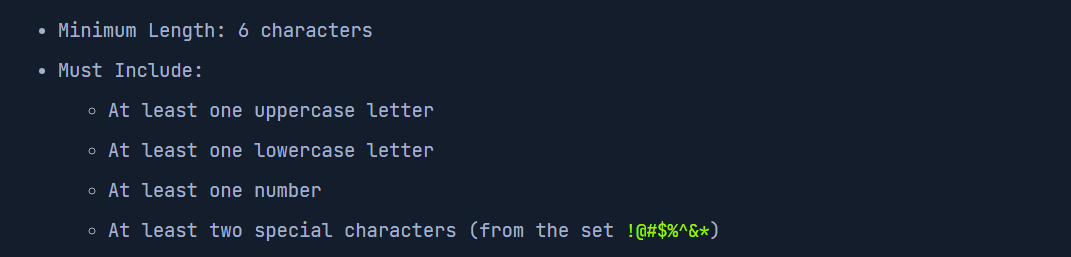 Minimum Length: 6 characters
Must Include:
At least one uppercase letter
At least one lowercase letter
At least one number
At least two special characters (from the set !@#$%^&*)